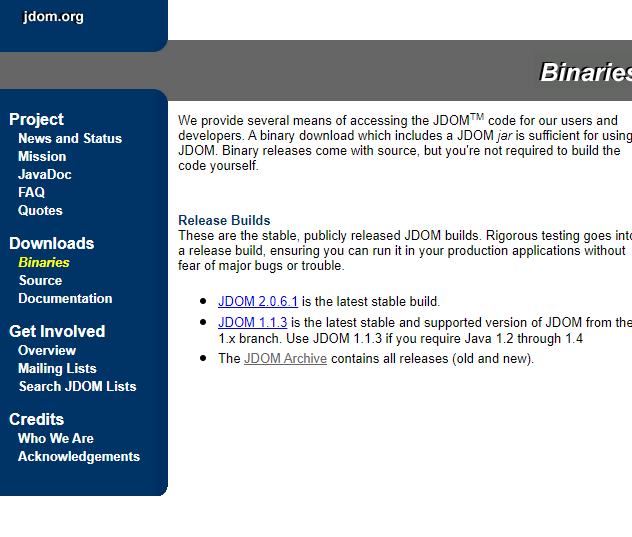 jdom.org
Binaries
Project
News and Status
Mission
JavaDoc
FAQ
Quotes
Downloads
Binaries
Source
Documentation
Get Involved
Overview
Mailing Lists
Search JDOM Lists
Credits
Who We Are
Acknowledgements
We provide several means of accessing the JDOM™ code for our users and
developers. A binary download which includes a JDOM jar is sufficient for using
JDOM. Binary releases come with source, but you're not required to build the
code yourself.
Release Builds
These are the stable, publicly released JDOM builds. Rigorous testing goes into
a release build, ensuring you can run it in your production applications without
fear of major bugs or trouble.
JDOM 2.0.6.1 is the latest stable build.
JDOM 1.1.3 is the latest stable and supported version of JDOM from the
1.x branch. Use JDOM 1.1.3 if you require Java 1.2 through 1.4
The JDOM Archive contains all releases (old and new).